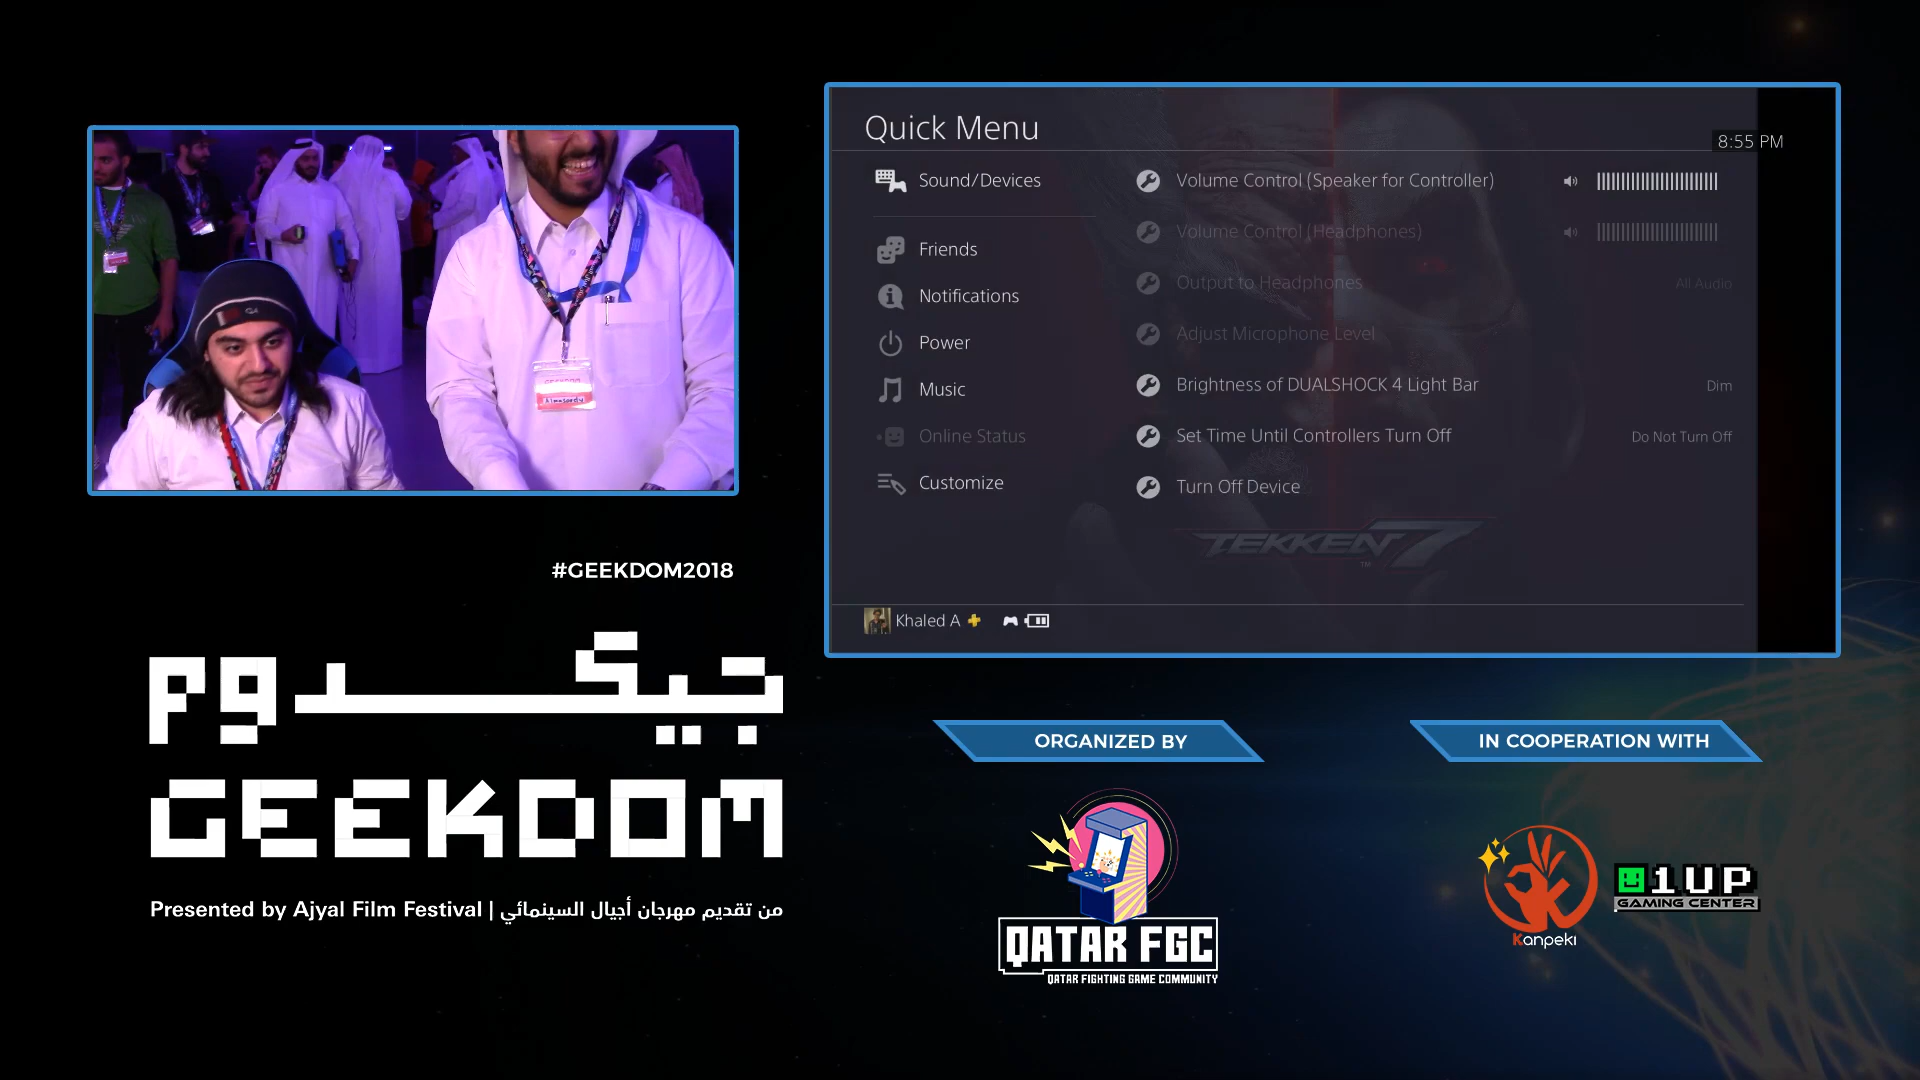 Quick Menu
8:55 PM
Sound/Devices
Friends
Notifications
Power
Music
Online Status
Customize
Volume Control (Speaker for Controller)
Volume Control (Headphones)
Output to Headphones
All Audio
Adjust Microphone Level
Brightness of DUALSHOCK 4 Light Bar
Dim
Set Time Until Controllers Turn Off
Do Not Turn Off
Turn Off Device
TEKKEN 7
TM
Khaled A
GEEKDOM
Almaseedu
#GEEKDOM2018
جيكدوم
GEEKDOM
Presented by Ajyal Film Festival | من تقديم مهرجان أجيال السينمائي
ORGANIZED BY
QATAR FGC
QATAR FIGHTING GAME COMMUNITY
IN COOPERATION WITH
Kanpeki
1UP
GAMING CENTER